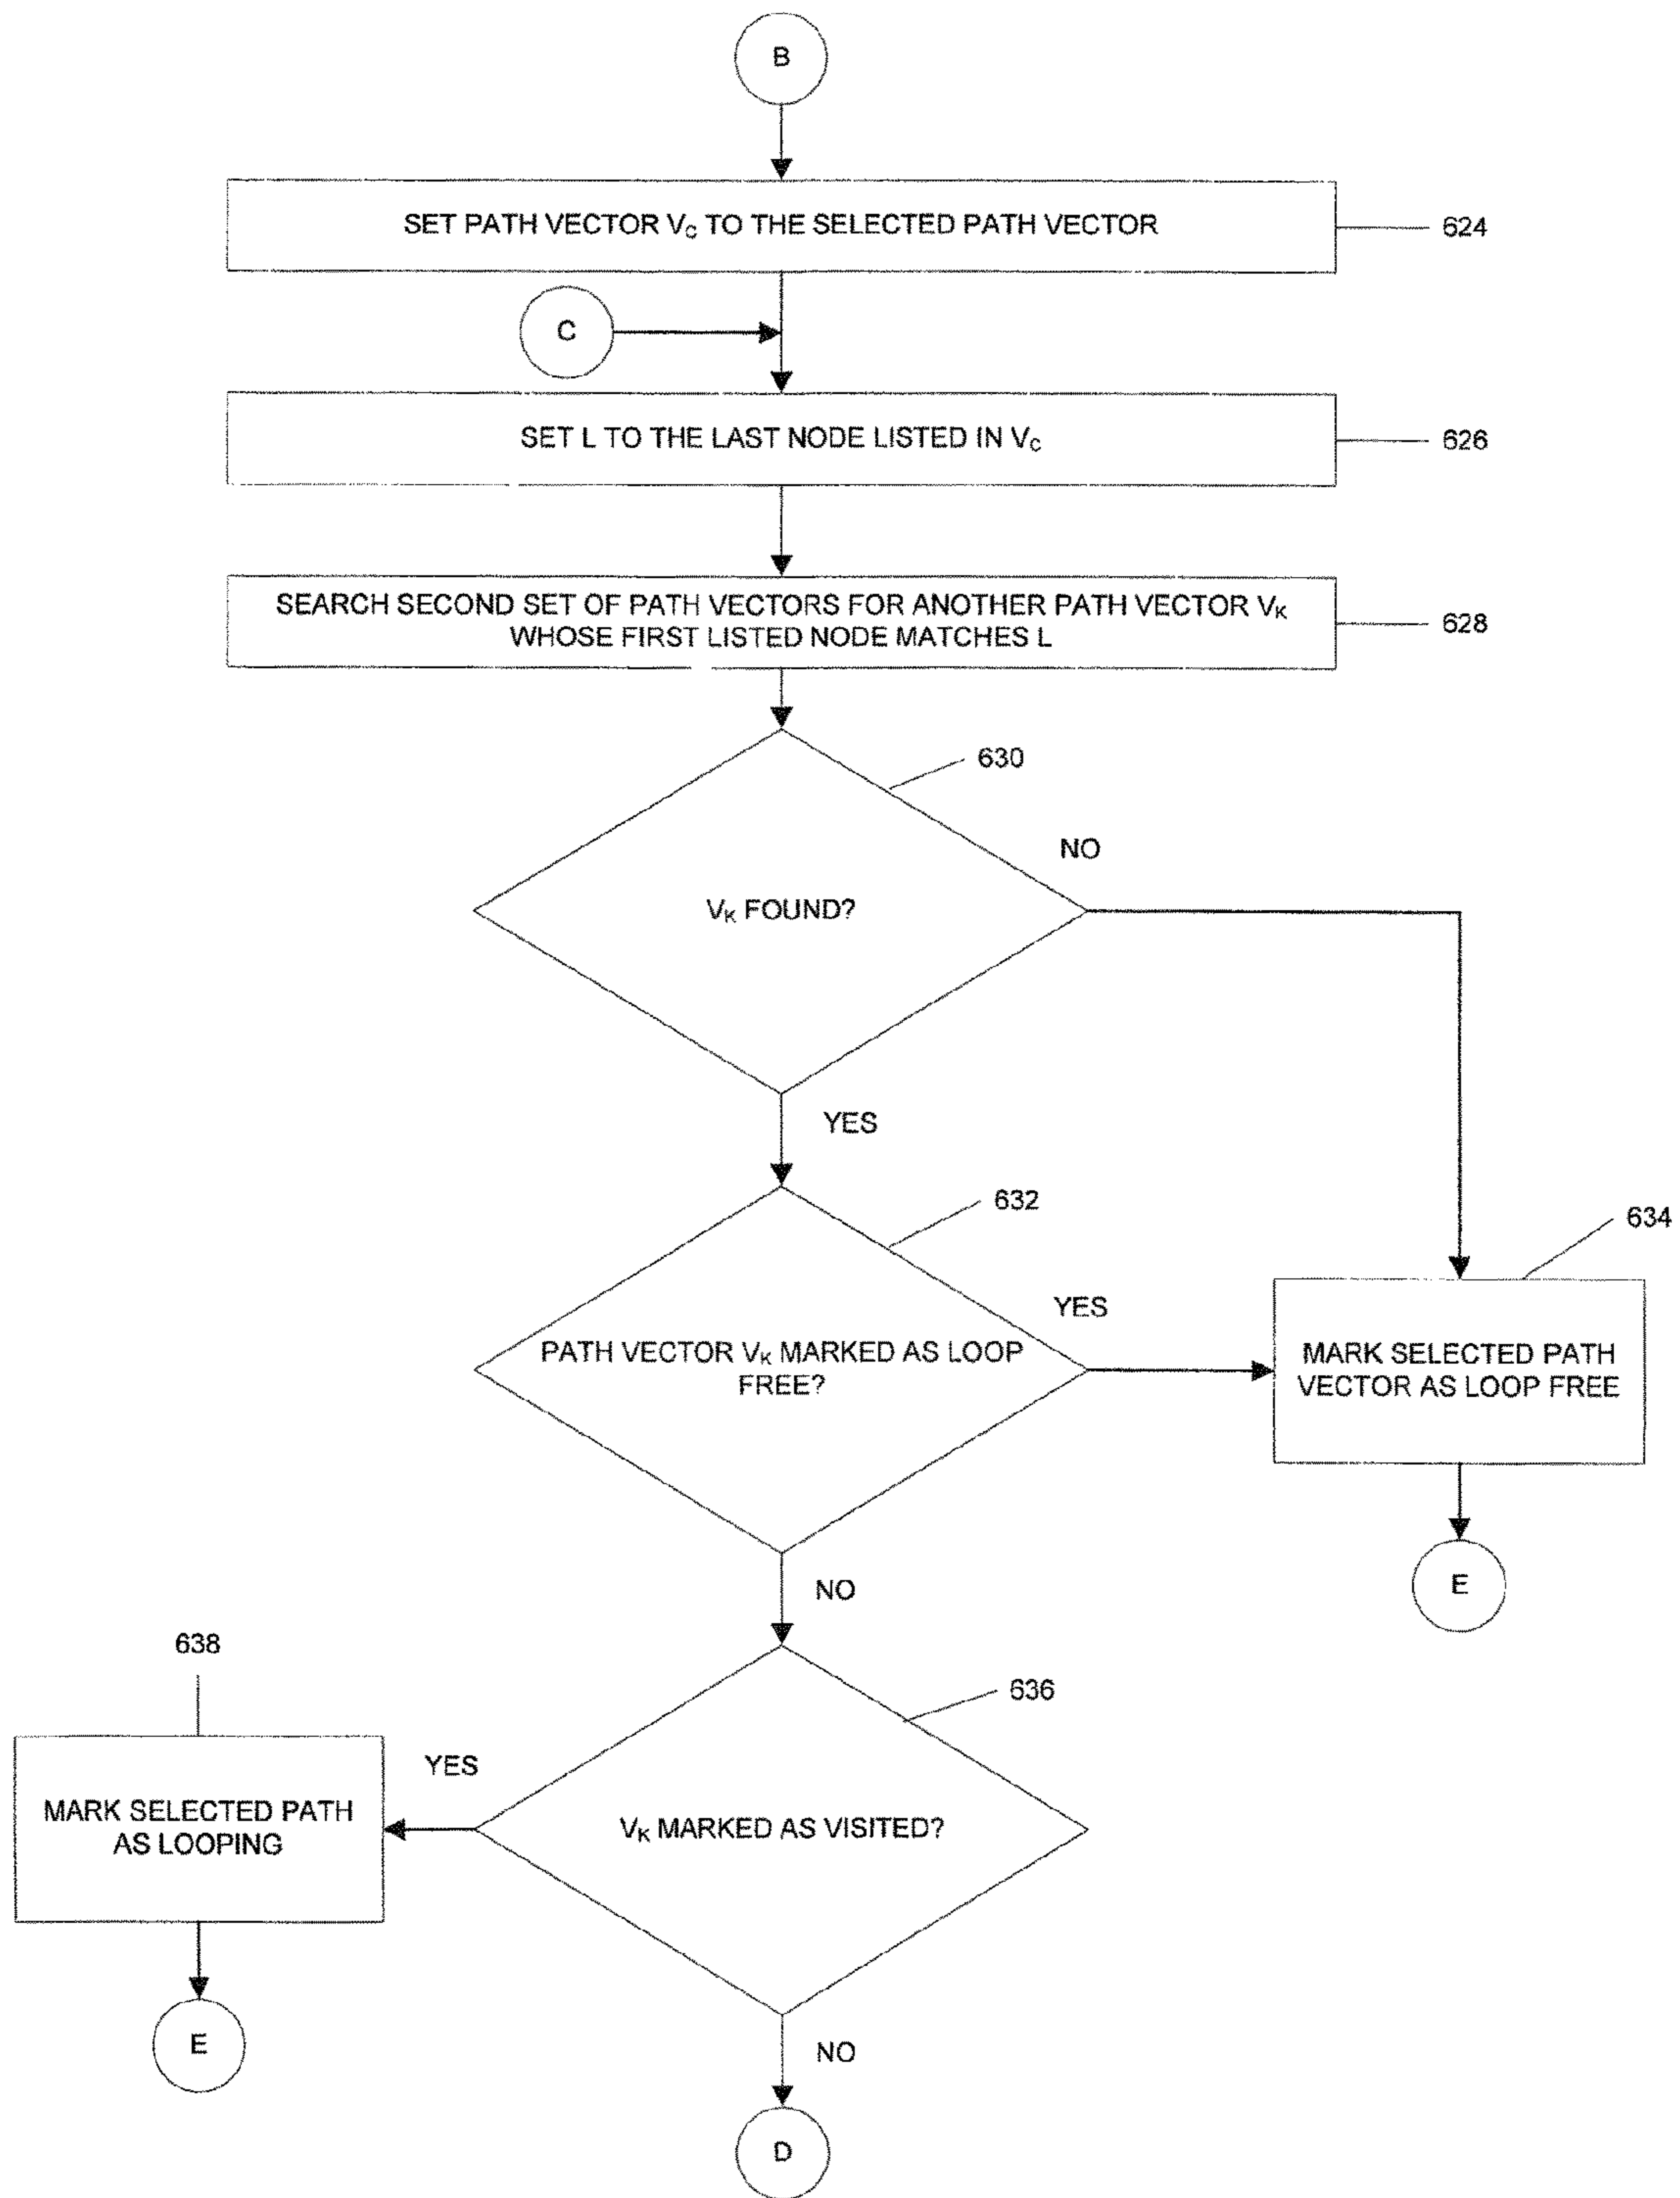 B
SET PATH VECTOR VC TO THE SELECTED PATH VECTOR
624
C
SET L TO THE LAST NODE LISTED IN VC
626
SEARCH SECOND SET OF PATH VECTORS FOR ANOTHER PATH VECTOR VK
WHOSE FIRST LISTED NODE MATCHES L
628
630
NO
VK FOUND?
YES
632
634
YES
PATH VECTOR VK MARKED AS LOOP
FREE?
MARK SELECTED PATH
VECTOR AS LOOP FREE
E
NO
638
636
YES
MARK SELECTED PATH
AS LOOPING
VK MARKED AS VISITED?
E
NO
D